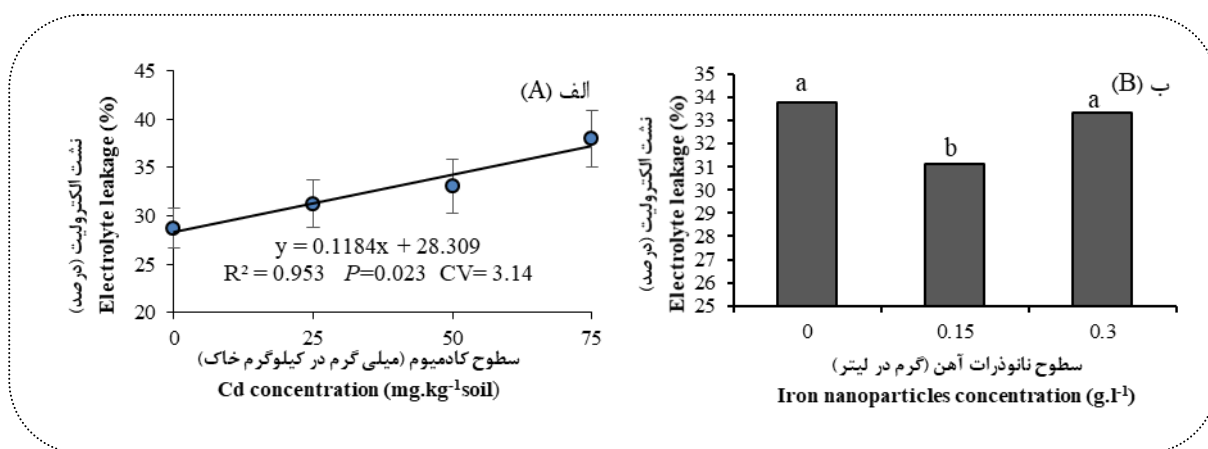 الف (A)
نشت الکترولیت (درصد)
Electrolyte leakage (%)
45
40
35
30
25
20
y = 0.1184x + 28.309
R² = 0.953 P=0.023 CV= 3.14
0 25 50 75
سطوح کادمیوم (میلی گرم در کیلوگرم خاک)
Cd concentration (mg.kg⁻¹soil)
ب (B)
نشت الکترولیت (درصد)
Electrolyte leakage (%)
35
34
33
32
31
30
29
28
27
26
25
a b a
0 0.15 0.3
سطوح نانوذرات آهن (گرم در لیتر)
Iron nanoparticles concentration (g.l⁻¹)